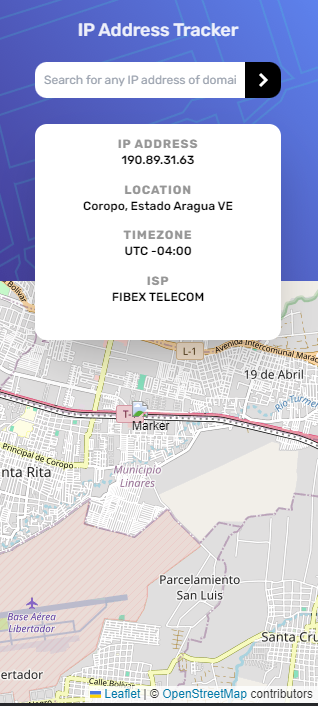 IP Address Tracker
Search for any IP address of domai
IP ADDRESS
190.89.31.63
LOCATION
Coropo, Estado Aragua VE
TIMEZONE
UTC -04:00
ISP
FIBEX TELECOM
Bolívar
L-1
Avenida Intercomunal Marac
19 de Abril
T-
Marker
Río Turme
Principal de Coropo
nta Rita
Municipio
Linares
Parcelamiento
San Luis
Base Aérea
Libertador
Santa Cru
ertador
Calle Bolívar
Leaflet | © OpenStreetMap contributors